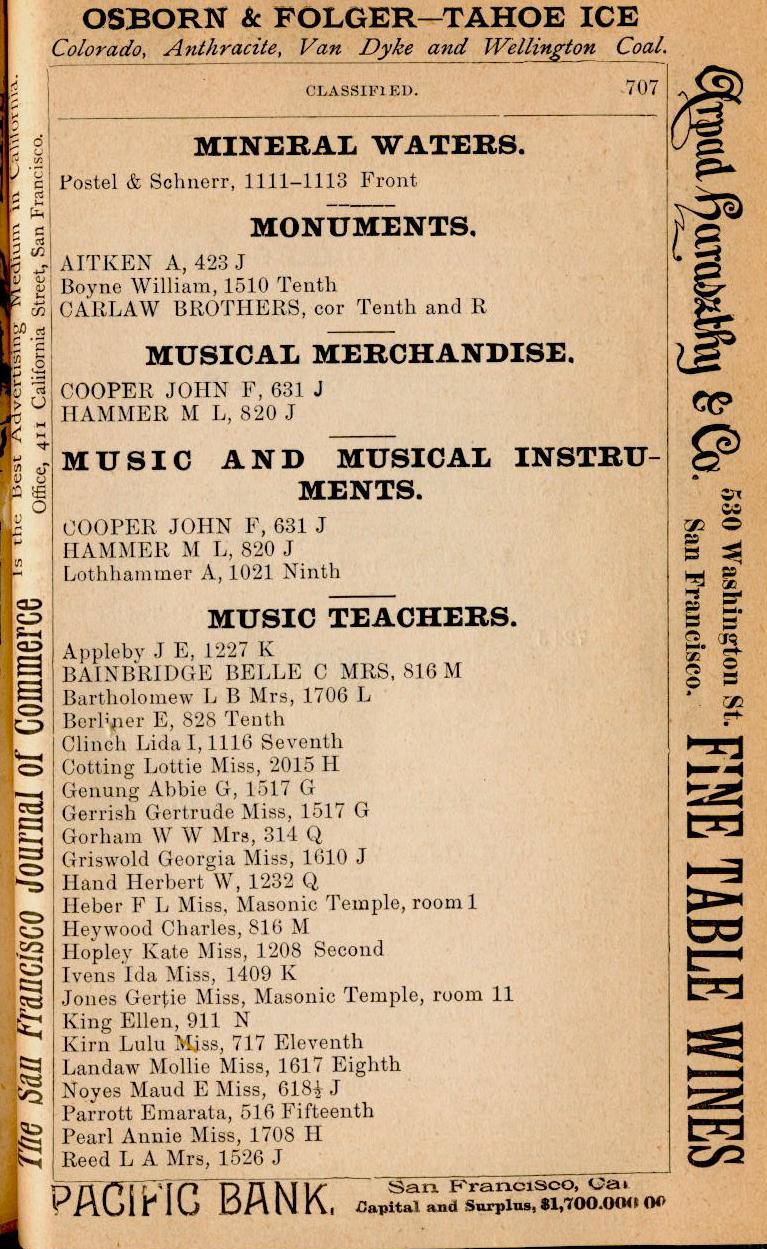 OSBORN & FOLGER—TAHOE ICE
Colorado, Anthracite, Van Dyke and Wellington Coal.
CLASSIFIED. 707
MINERAL WATERS.
Postel & Schnerr, 1111–1113 Front
MONUMENTS.
AITKEN A, 423 J
Boyne William, 1510 Tenth
CARLAW BROTHERS, cor Tenth and R
MUSICAL MERCHANDISE.
COOPER JOHN F, 631 J
HAMMER M L, 820 J
MUSIC AND MUSICAL INSTRU-
MENTS.
COOPER JOHN F, 631 J
HAMMER M L, 820 J
Lothhammer A, 1021 Ninth
MUSIC TEACHERS.
Appleby J E, 1227 K
BAINBRIDGE BELLE C MRS, 816 M
Bartholomew L B Mrs, 1706 L
Berliner E, 828 Tenth
Clinch Lida I, 1116 Seventh
Cotting Lottie Miss, 2015 H
Genung Abbie G, 1517 G
Gerrish Gertrude Miss, 1517 G
Gorham W W Mrs, 314 Q
Griswold Georgia Miss, 1610 J
Hand Herbert W, 1232 Q
Heber F L Miss, Masonic Temple, room 1
Heywood Charles, 816 M
Hopley Kate Miss, 1208 Second
Ivens Ida Miss, 1409 K
Jones Gertie Miss, Masonic Temple, room 11
King Ellen, 911 N
Kirn Lulu Miss, 717 Eleventh
Landaw Mollie Miss, 1617 Eighth
Noyes Maud E Miss, 618½ J
Parrott Emarata, 516 Fifteenth
Pearl Annie Miss, 1708 H
Reed L A Mrs, 1526 J
PACIFIC BANK, San Francisco, Cal
Capital and Surplus, $1,700.000 00
The San Francisco Journal of Commerce Is the Best Advertising Medium in California.
Office, 411 California Street, San Francisco.
Arpad Haraszthy & Co. 530 Washington St.
San Francisco.
FINE TABLE WINES